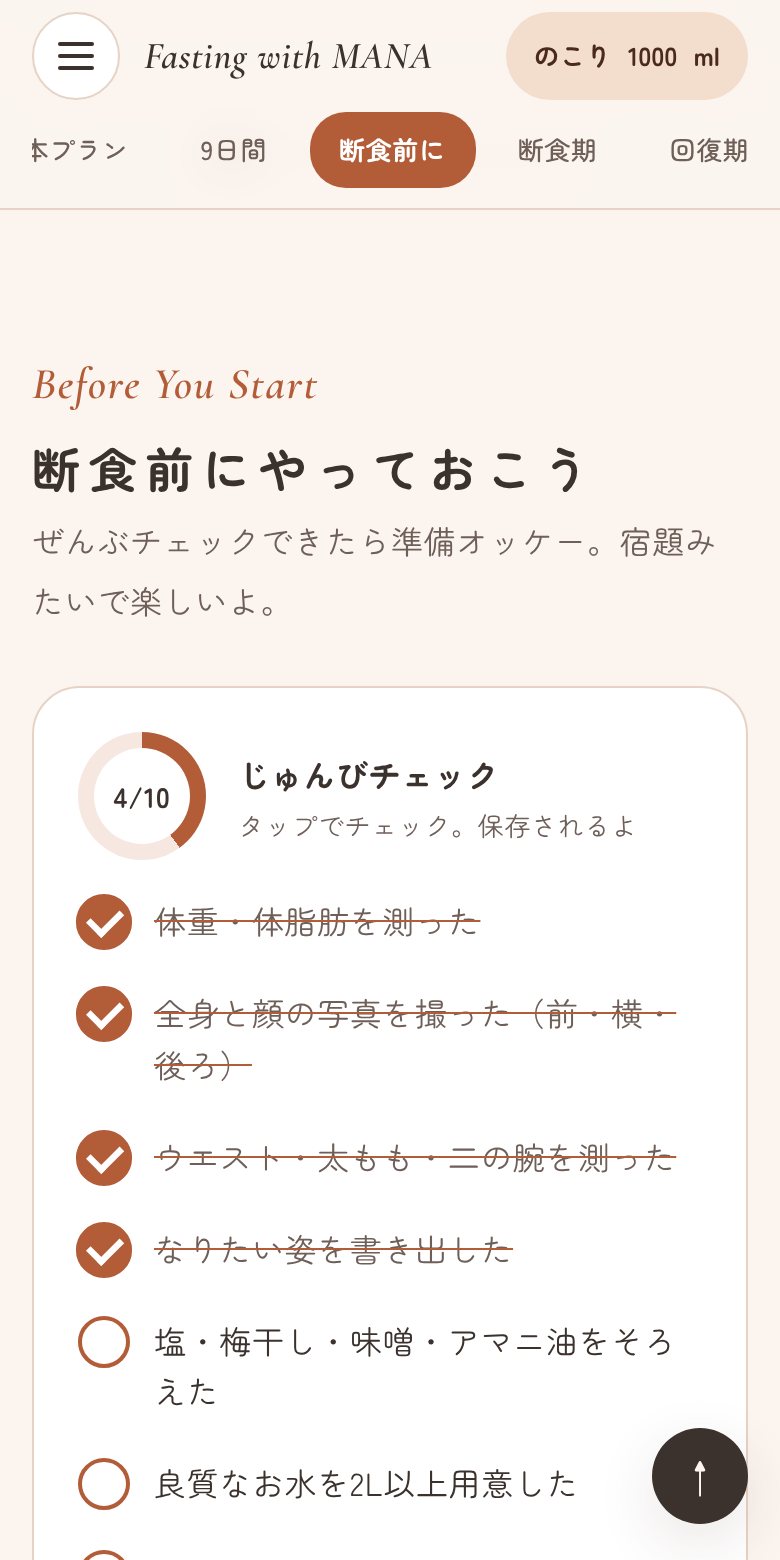 Fasting with MANA
のこり 1000 ml
本プラン 9日間 断食前に 断食期 回復期
Before You Start
断食前にやっておこう
ぜんぶチェックできたら準備オッケー。宿題み
たいで楽しいよ。
4/10
じゅんびチェック
タップでチェック。保存されるよ
体重・体脂肪を測った
全身と顔の写真を撮った（前・横・
後ろ）
ウエスト・太もも・二の腕を測った
なりたい姿を書き出した
塩・梅干し・味噌・アマニ油をそろ
えた
良質なお水を2L以上用意した
↑